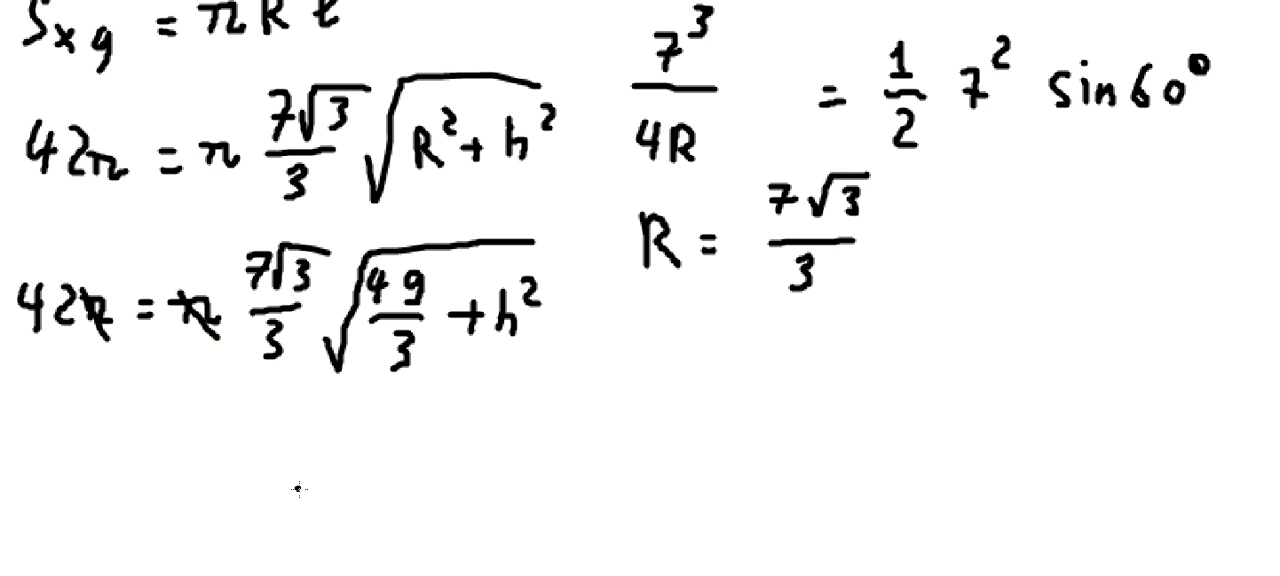 Sxq = πRℓ
42π = π 7√3/3 √(R² + h²)
42π = π 7√3/3 √(49/3 + h²)
7³/4R = 1/2 7² sin60°
R = 7√3/3